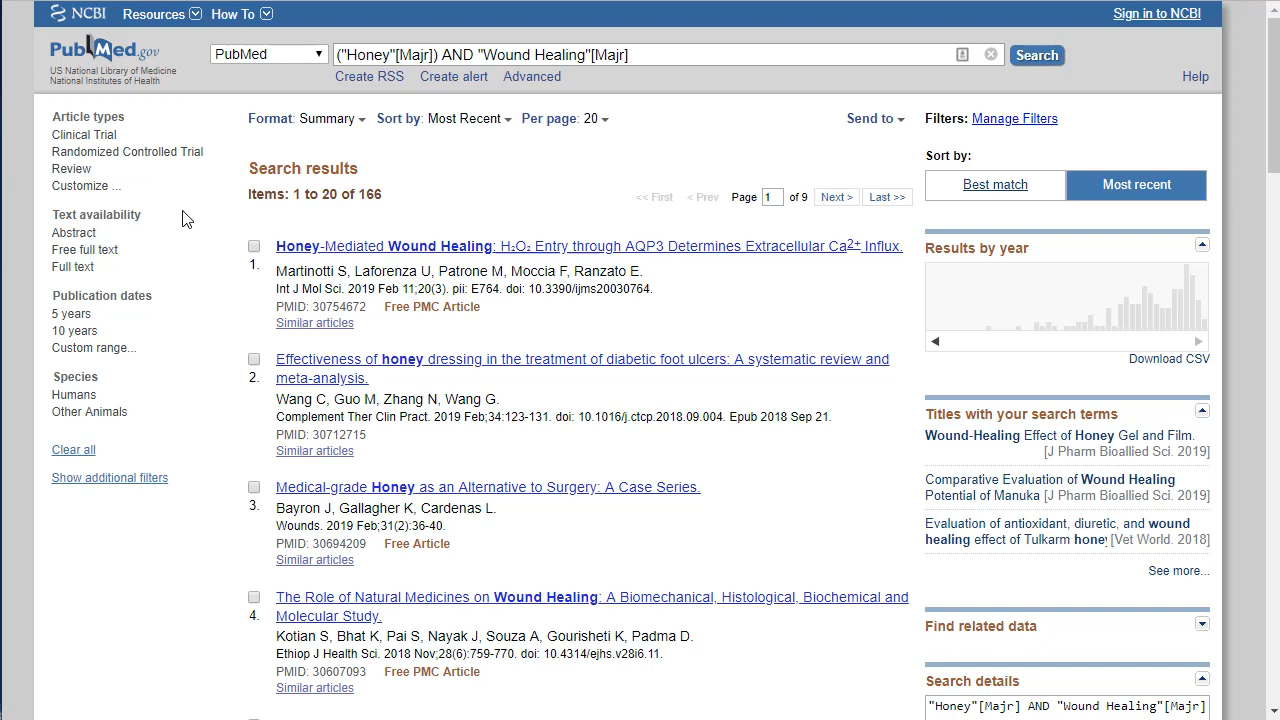 NCBI Resources How To Sign in to NCBI
PubMed.gov
US National Library of Medicine
National Institutes of Health
PubMed ("Honey"[Majr]) AND "Wound Healing"[Majr] Search
Create RSS Create alert Advanced Help
Article types
Clinical Trial
Randomized Controlled Trial
Review
Customize ...
Text availability
Abstract
Free full text
Full text
Publication dates
5 years
10 years
Custom range...
Species
Humans
Other Animals
Clear all
Show additional filters
Format: Summary Sort by: Most Recent Per page: 20 Send to
Search results
Items: 1 to 20 of 166
<< First < Prev Page 1 of 9 Next > Last >>
Honey-Mediated Wound Healing: H₂O₂ Entry through AQP3 Determines Extracellular Ca2+ Influx.
1.
Martinotti S, Laforenza U, Patrone M, Moccia F, Ranzato E.
Int J Mol Sci. 2019 Feb 11;20(3). pii: E764. doi: 10.3390/ijms20030764.
PMID: 30754672 Free PMC Article
Similar articles
Effectiveness of honey dressing in the treatment of diabetic foot ulcers: A systematic review and
2. meta-analysis.
Wang C, Guo M, Zhang N, Wang G.
Complement Ther Clin Pract. 2019 Feb;34:123-131. doi: 10.1016/j.ctcp.2018.09.004. Epub 2018 Sep 21.
PMID: 30712715
Similar articles
Medical-grade Honey as an Alternative to Surgery: A Case Series.
3. Bayron J, Gallagher K, Cardenas L.
Wounds. 2019 Feb;31(2):36-40.
PMID: 30694209 Free Article
Similar articles
The Role of Natural Medicines on Wound Healing: A Biomechanical, Histological, Biochemical and
4. Molecular Study.
Kotian S, Bhat K, Pai S, Nayak J, Souza A, Gourisheti K, Padma D.
Ethiop J Health Sci. 2018 Nov;28(6):759-770. doi: 10.4314/ejhs.v28i6.11.
PMID: 30607093 Free PMC Article
Similar articles
Filters: Manage Filters
Sort by:
Best match Most recent
Results by year
Download CSV
Titles with your search terms
Wound-Healing Effect of Honey Gel and Film.
[J Pharm Bioallied Sci. 2019]
Comparative Evaluation of Wound Healing
Potential of Manuka [J Pharm Bioallied Sci. 2019]
Evaluation of antioxidant, diuretic, and wound
healing effect of Tulkarm honey [Vet World. 2018]
See more...
Find related data
Search details
"Honey"[Majr] AND "Wound Healing"[Majr]